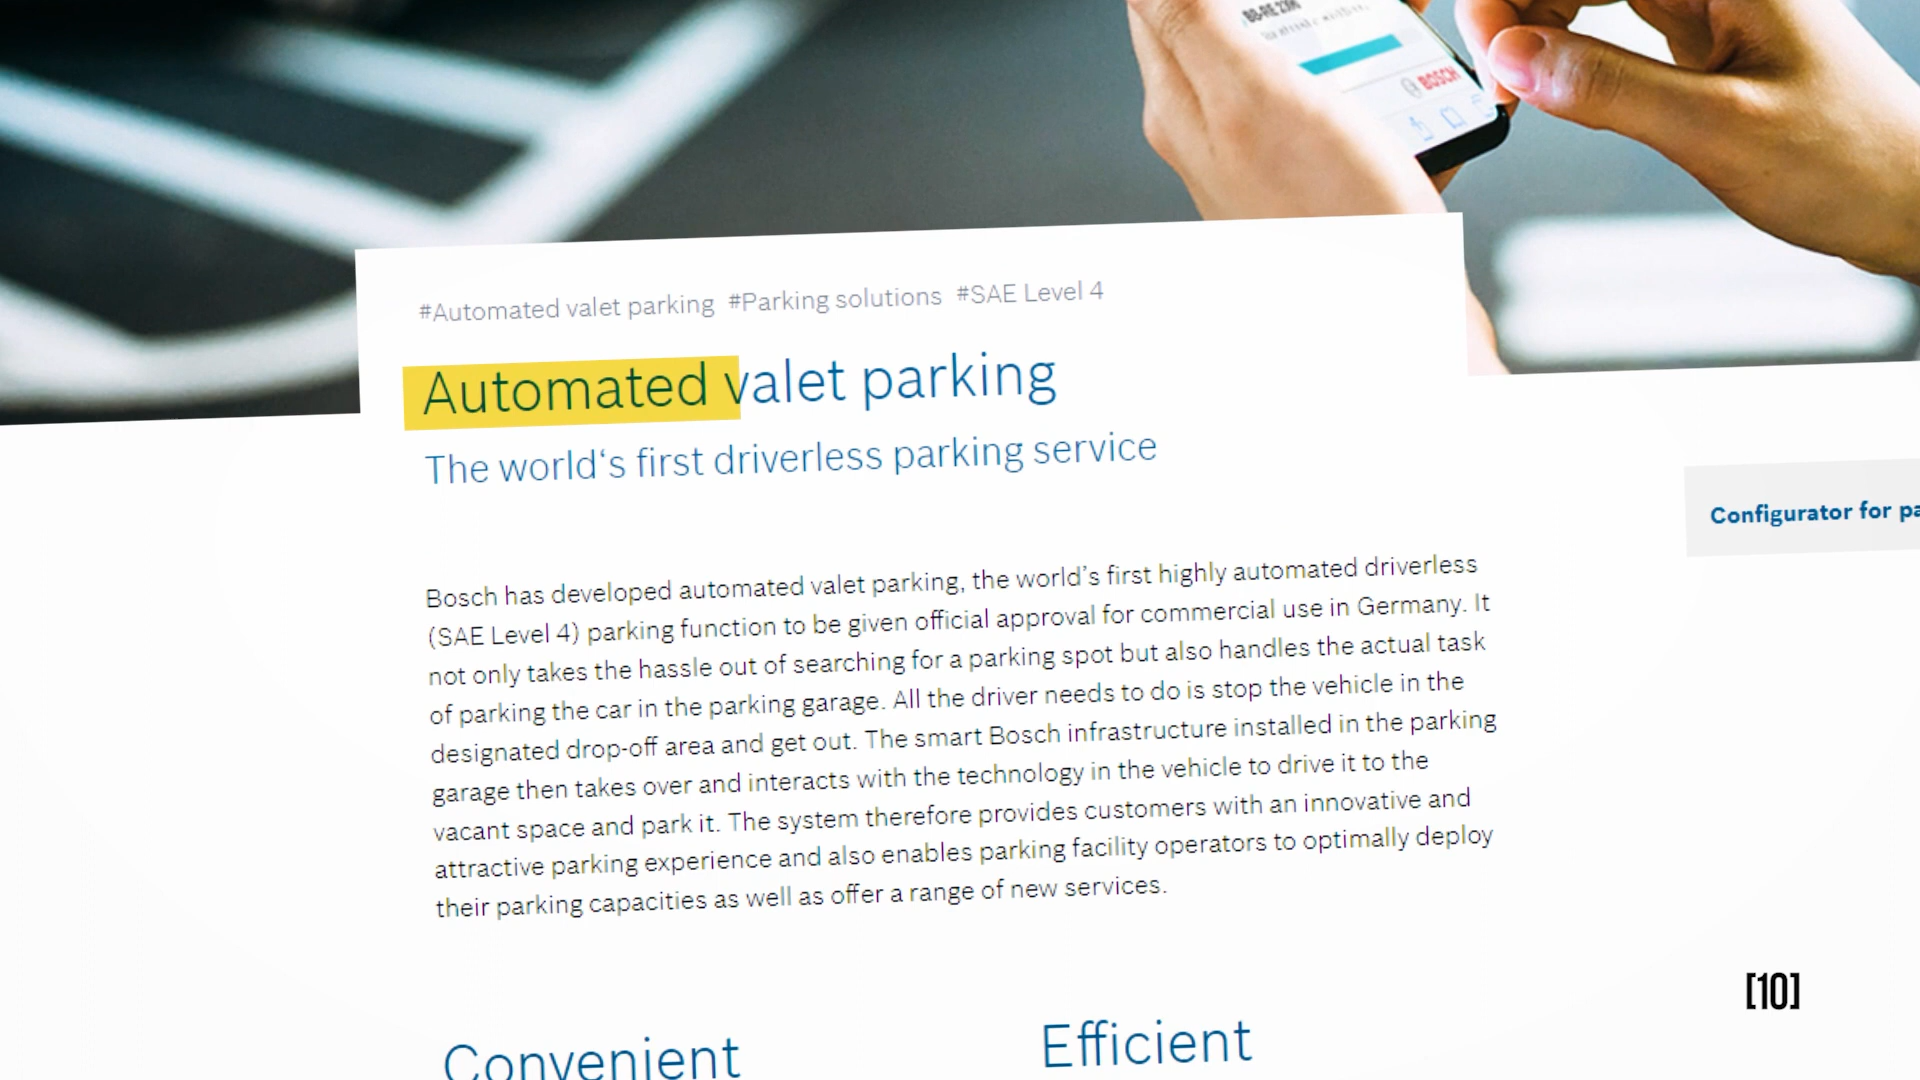 BOSCH
#Automated valet parking #Parking solutions #SAE Level 4
Automated valet parking
The world‘s first driverless parking service
Configurator for pa
Bosch has developed automated valet parking, the world’s first highly automated driverless
(SAE Level 4) parking function to be given official approval for commercial use in Germany. It
not only takes the hassle out of searching for a parking spot but also handles the actual task
of parking the car in the parking garage. All the driver needs to do is stop the vehicle in the
designated drop-off area and get out. The smart Bosch infrastructure installed in the parking
garage then takes over and interacts with the technology in the vehicle to drive it to the
vacant space and park it. The system therefore provides customers with an innovative and
attractive parking experience and also enables parking facility operators to optimally deploy
their parking capacities as well as offer a range of new services.
[10]
Convenient
Efficient